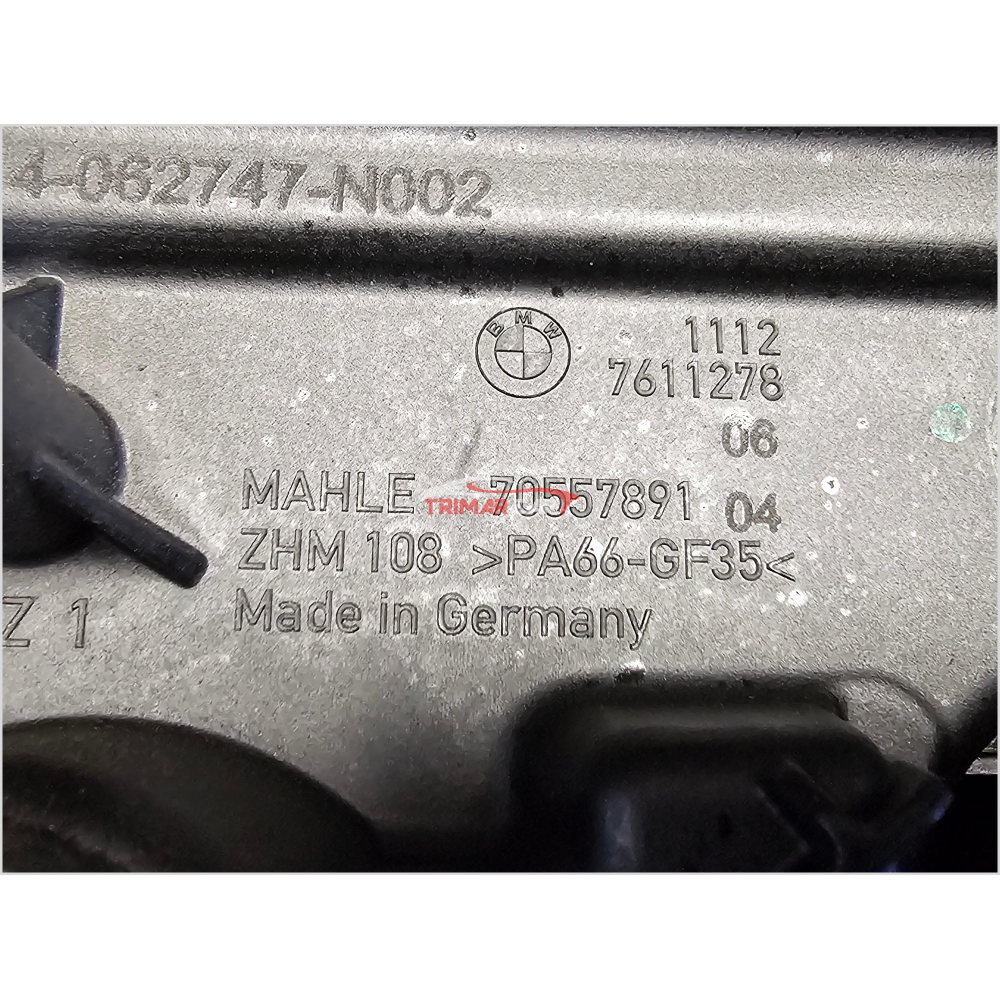 4-062747-N002
BMW
1112
7611278
06
MAHLE 70557891 04
TRIMAR
ZHM 108 >PA66-GF35<
Made in Germany
Z 1